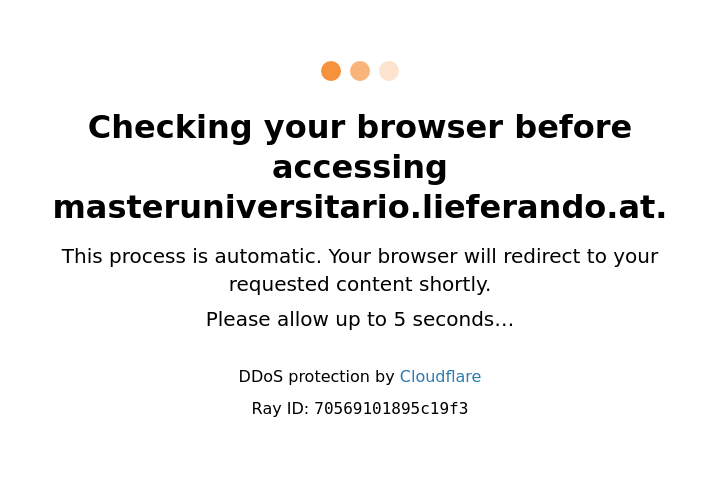 Checking your browser before
accessing
masteruniversitario.lieferando.at.
This process is automatic. Your browser will redirect to your
requested content shortly.
Please allow up to 5 seconds…
DDoS protection by Cloudflare
Ray ID: 70569101895c19f3